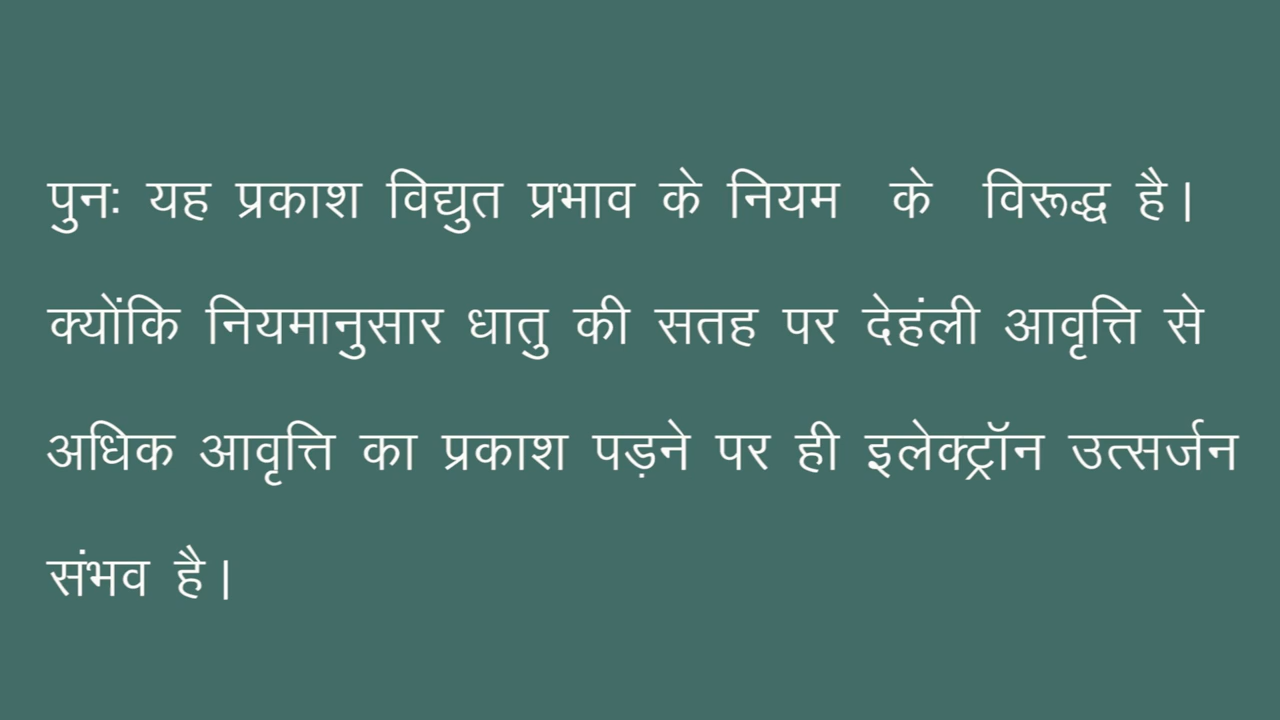 पुनः यह प्रकाश विद्युत प्रभाव के नियम के विरूद्ध है।
क्योंकि नियमानुसार धातु की सतह पर देहंली आवृत्ति से
अधिक आवृत्ति का प्रकाश पड़ने पर ही इलेक्ट्रॉन उत्सर्जन
संभव है।